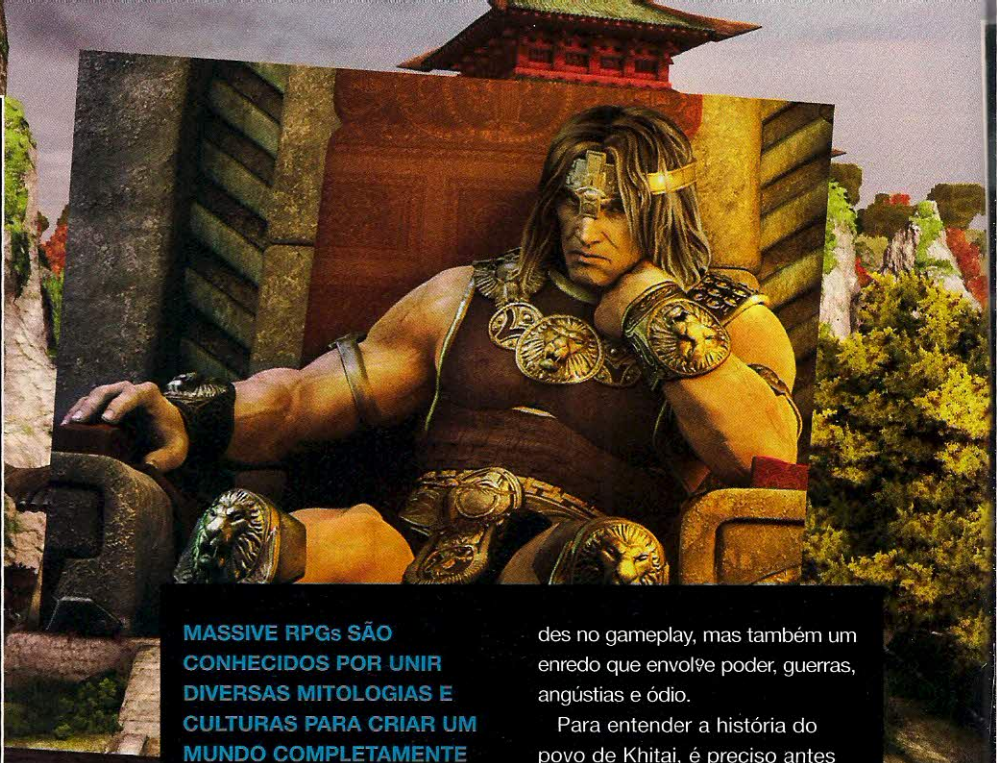 MASSIVE RPGs SÃO
CONHECIDOS POR UNIR
DIVERSAS MITOLOGIAS E
CULTURAS PARA CRIAR UM
MUNDO COMPLETAMENTE
des no gameplay, mas também um
enredo que envol9e poder, guerras,
angústias e ódio.
Para entender a história do
povo de Khitai, é preciso antes